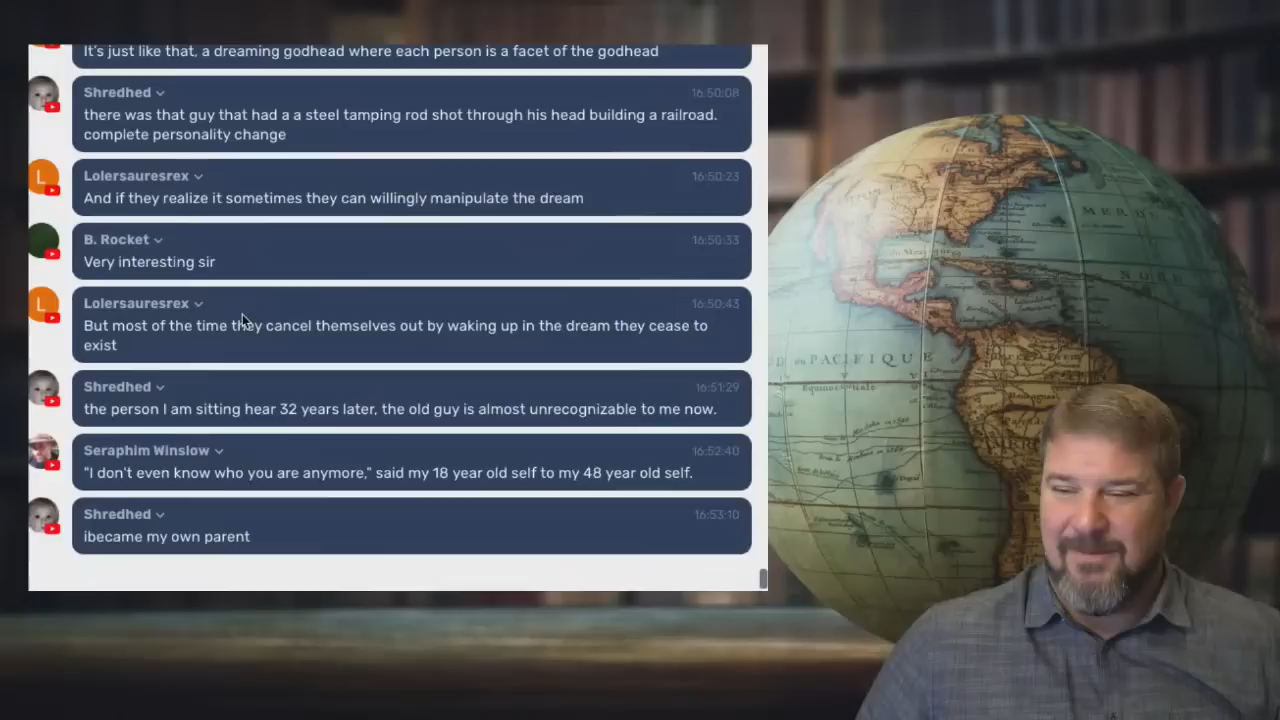 It's just like that, a dreaming godhead where each person is a facet of the godhead
Shredhed 16:50:08
there was that guy that had a a steel tamping rod shot through his head building a railroad.
complete personality change
L
Lolersauresrex 16:50:23
And if they realize it sometimes they can willingly manipulate the dream
B. Rocket 16:50:33
Very interesting sir
L
Lolersauresrex 16:50:43
But most of the time they cancel themselves out by waking up in the dream they cease to
exist
Shredhed 16:51:29
the person I am sitting hear 32 years later, the old guy is almost unrecognizable to me now.
Seraphim Winslow 16:52:40
"I don't even know who you are anymore," said my 18 year old self to my 48 year old self.
Shredhed 16:53:10
ibecame my own parent
MER DU
NORD
PACIFIQUE